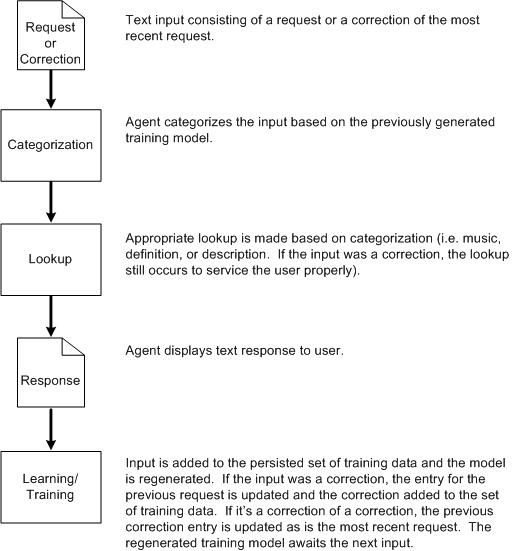 Request
or
Correction
Text input consisting of a request or a correction of the most
recent request.
Categorization
Agent categorizes the input based on the previously generated
training model.
Lookup
Appropriate lookup is made based on categorization (i.e. music,
definition, or description.  If the input was a correction, the lookup
still occurs to service the user properly).
Response
Agent displays text response to user.
Learning/
Training
Input is added to the persisted set of training data and the model
is regenerated.  If the input was a correction, the entry for the
previous request is updated and the correction added to the set
of training data.  If it's a correction of a correction, the previous
correction entry is updated as is the most recent request.  The
regenerated training model awaits the next input.